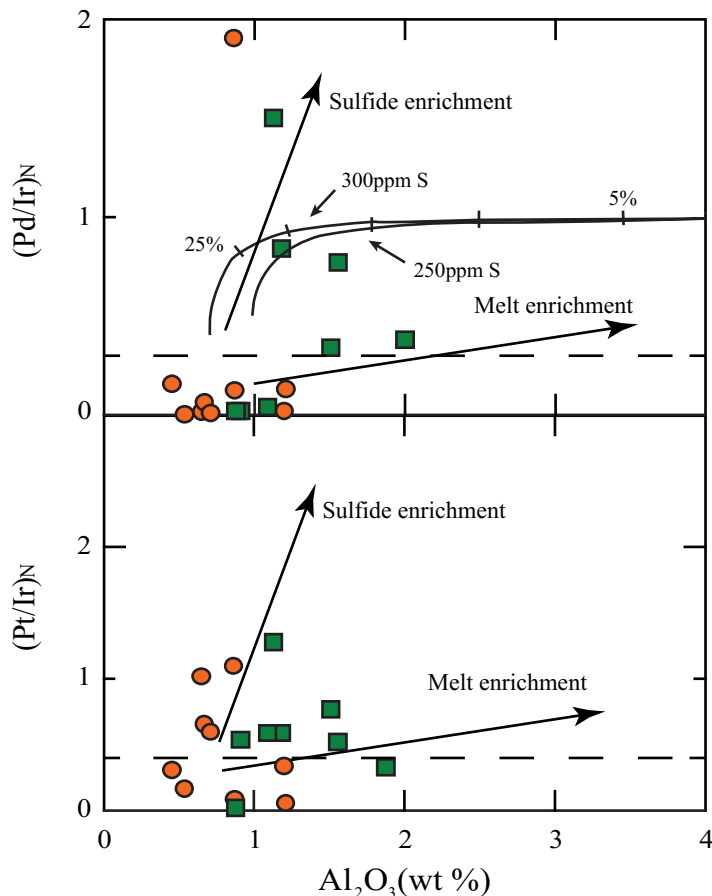 2
Sulfide enrichment
300ppm S
5%
1
25%
250ppm S
(Pd/Ir)N
Melt enrichment
0
Sulfide enrichment
2
(Pt/Ir)N
1
Melt enrichment
0
0 1 2 3 4
Al2O3(wt %)